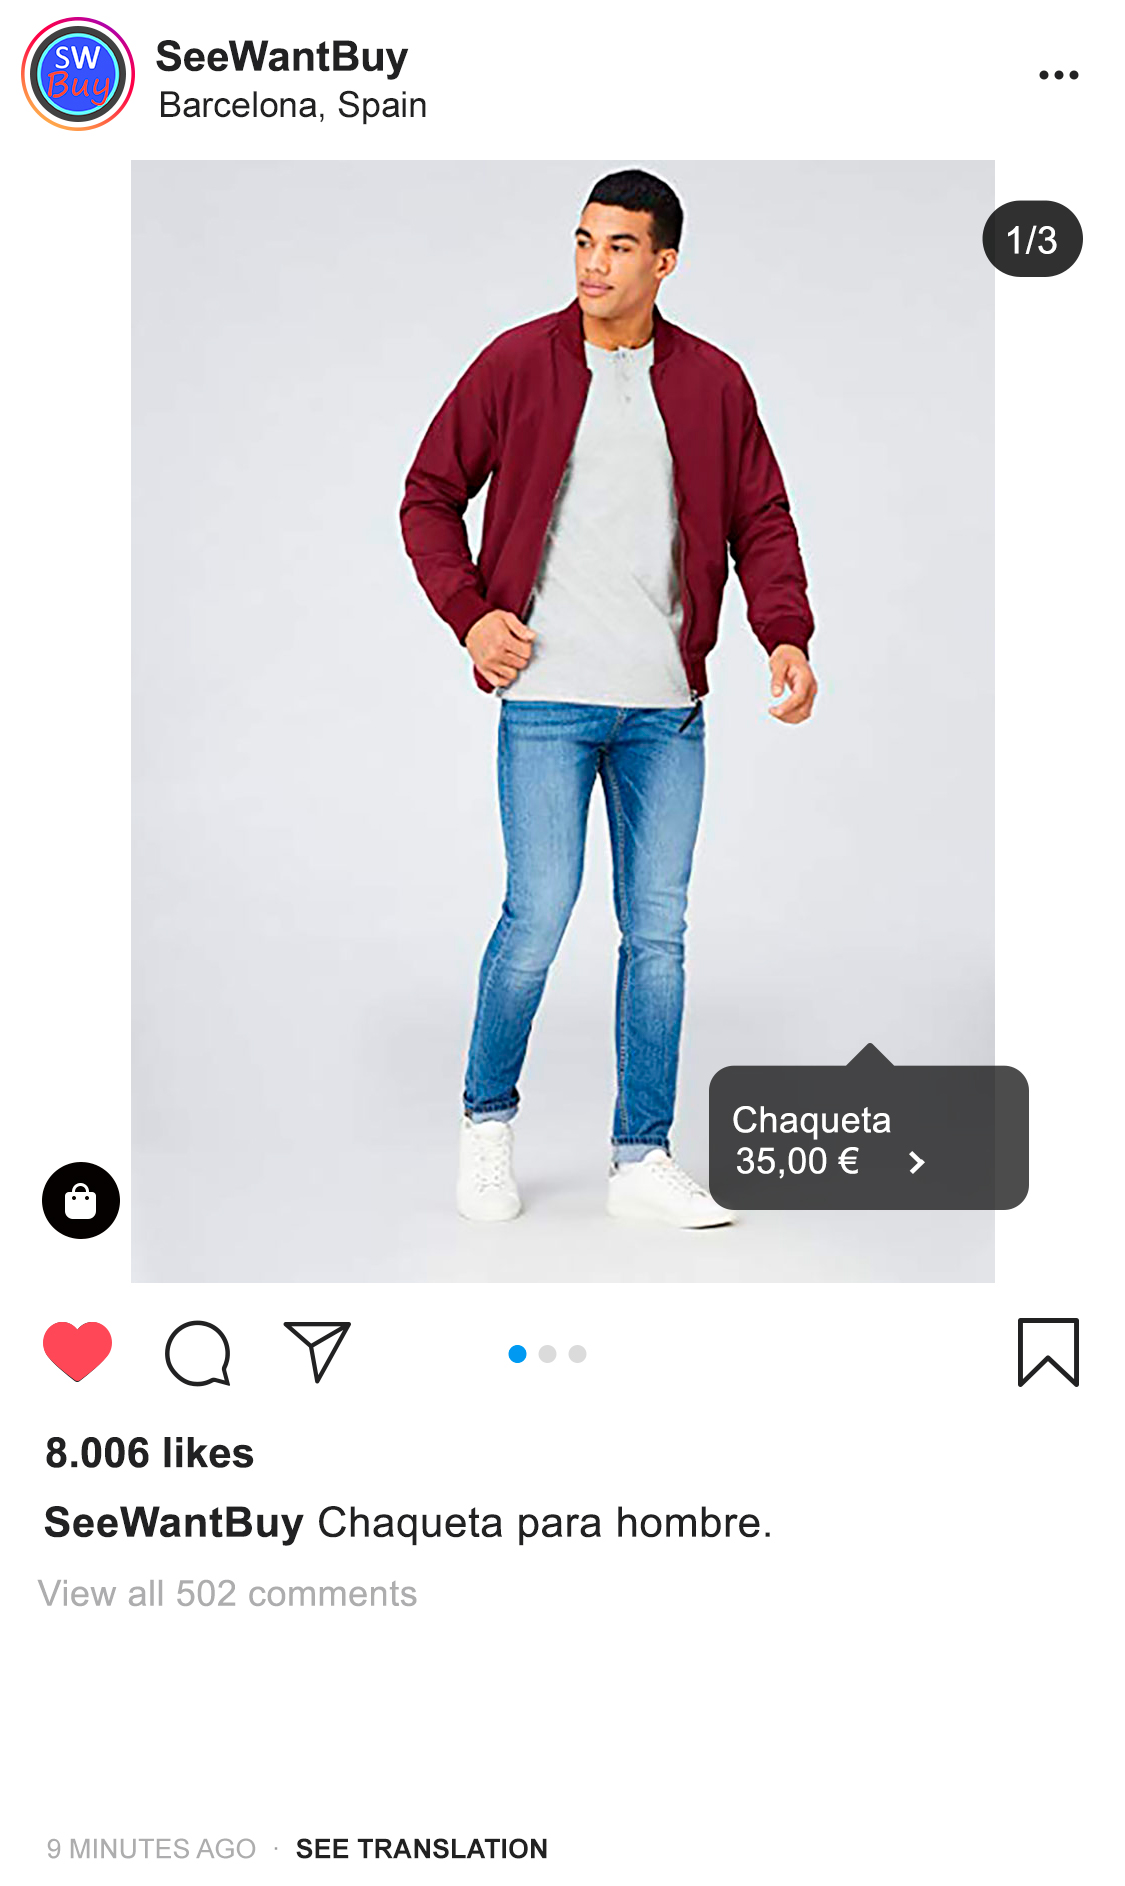 SW
Buy
SeeWantBuy
Barcelona, Spain
1/3
Chaqueta
35,00 €
8.006 likes
SeeWantBuy Chaqueta para hombre.
View all 502 comments
9 MINUTES AGO · SEE TRANSLATION